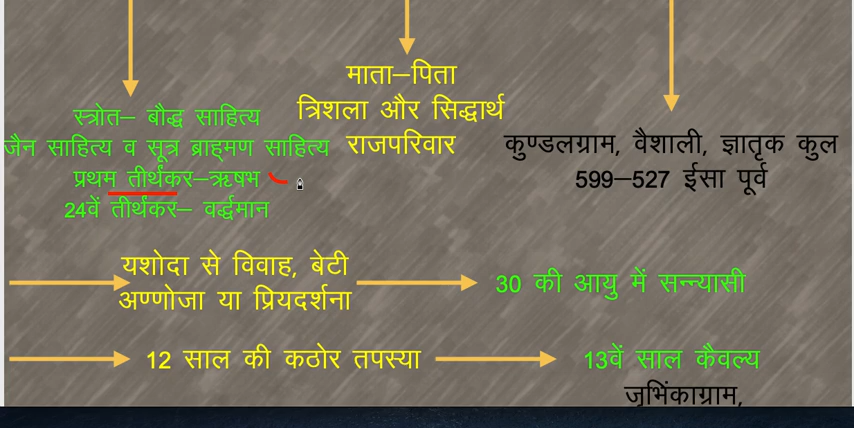 माता–पिता
त्रिशला और सिद्धार्थ
राजपरिवार
स्त्रोत– बौद्ध साहित्य
जैन साहित्य व सूत्र ब्राह्मण साहित्य
प्रथम तीर्थंकर–ऋषभ
24वें तीर्थंकर– वर्द्धमान
कुण्डलग्राम, वैशाली, ज्ञातृक कुल
599–527 ईसा पूर्व
यशोदा से विवाह, बेटी
अण्णोजा या प्रियदर्शना
30 की आयु में सन्न्यासी
12 साल की कठोर तपस्या
13वें साल कैवल्य
जृभिंकाग्राम,